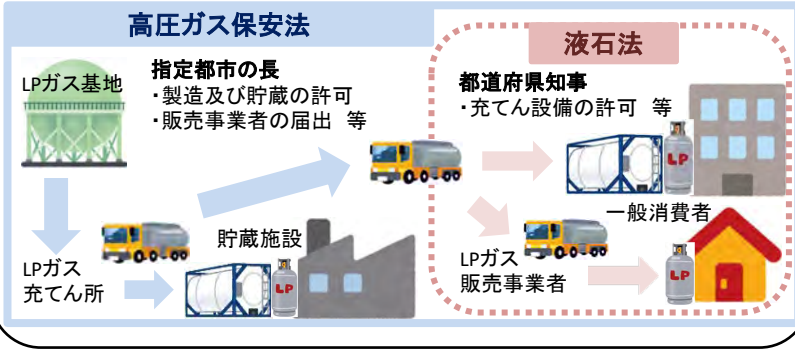 高圧ガス保安法
液石法
LPガス基地
指定都市の長
・製造及び貯蔵の許可
・販売事業者の届出 等
都道府県知事
・充てん設備の許可 等
LP
一般消費者
貯蔵施設
LPガス
充てん所
LP
LPガス
販売事業者
LP